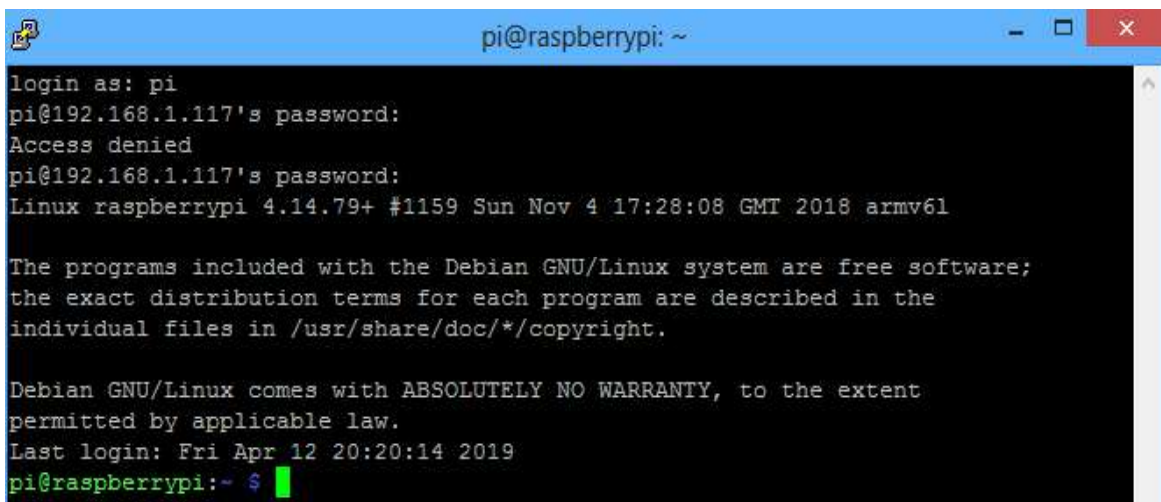 pi@raspberrypi: ~
login as: pi
pi@192.168.1.117's password:
Access denied
pi@192.168.1.117's password:
Linux raspberrypi 4.14.79+ #1159 Sun Nov 4 17:28:08 GMT 2018 armv6l
The programs included with the Debian GNU/Linux system are free software;
the exact distribution terms for each program are described in the
individual files in /usr/share/doc/*/copyright.
Debian GNU/Linux comes with ABSOLUTELY NO WARRANTY, to the extent
permitted by applicable law.
Last login: Fri Apr 12 20:20:14 2019
pi@raspberrypi:~ $